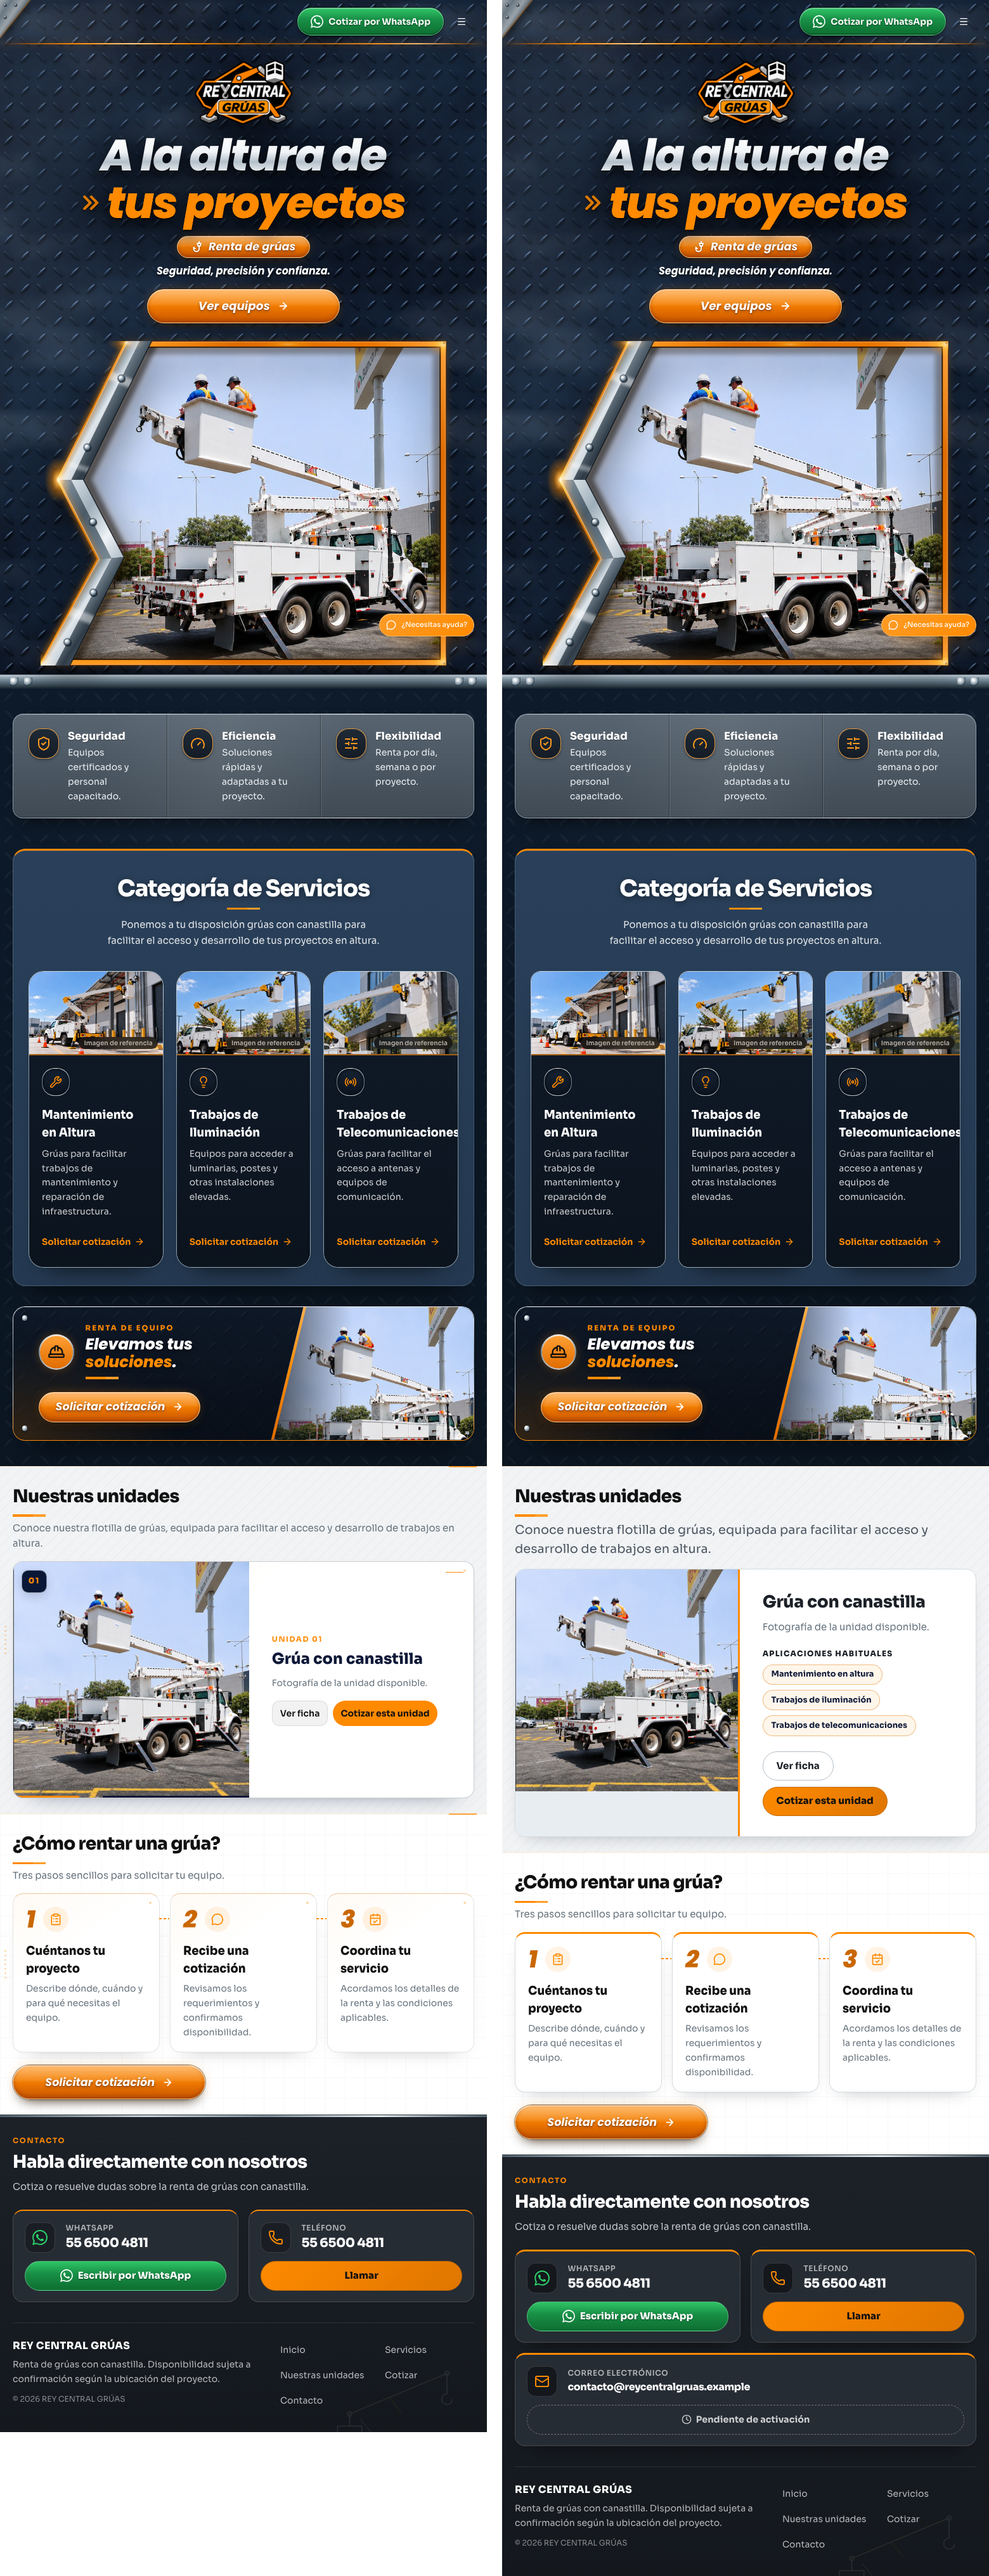 Cotizar por WhatsApp
REY CENTRAL
GRÚAS
A la altura de
tus proyectos
Renta de grúas
Seguridad, precisión y confianza.
Ver equipos
¿Necesitas ayuda?
Seguridad
Equipos
certificados y
personal
capacitado.
Eficiencia
Soluciones
rápidas y
adaptadas a tu
proyecto.
Flexibilidad
Renta por día,
semana o por
proyecto.
Categoría de Servicios
Ponemos a tu disposición grúas con canastilla para
facilitar el acceso y desarrollo de tus proyectos en altura.
Imagen de referencia
Mantenimiento
en Altura
Grúas para facilitar
trabajos de
mantenimiento y
reparación de
infraestructura.
Solicitar cotización
Imagen de referencia
Trabajos de
Iluminación
Equipos para acceder a
luminarias, postes y
otras instalaciones
elevadas.
Solicitar cotización
Imagen de referencia
Trabajos de
Telecomunicaciones
Grúas para facilitar el
acceso a antenas y
equipos de
comunicación.
Solicitar cotización
RENTA DE EQUIPO
Elevamos tus
soluciones.
Solicitar cotización
Nuestras unidades
Conoce nuestra flotilla de grúas, equipada para facilitar el acceso y desarrollo de trabajos en
altura.
01
UNIDAD 01
Grúa con canastilla
Fotografía de la unidad disponible.
Ver ficha
Cotizar esta unidad
¿Cómo rentar una grúa?
Tres pasos sencillos para solicitar tu equipo.
1
Cuéntanos tu
proyecto
Describe dónde, cuándo y
para qué necesitas el
equipo.
2
Recibe una
cotización
Revisamos los
requerimientos y
confirmamos
disponibilidad.
3
Coordina tu
servicio
Acordamos los detalles de
la renta y las condiciones
aplicables.
Solicitar cotización
CONTACTO
Habla directamente con nosotros
Cotiza o resuelve dudas sobre la renta de grúas con canastilla.
WHATSAPP
55 6500 4811
Escribir por WhatsApp
TELÉFONO
55 6500 4811
Llamar
REY CENTRAL GRÚAS
Renta de grúas con canastilla. Disponibilidad sujeta a
confirmación según la ubicación del proyecto.
© 2026 REY CENTRAL GRÚAS
Inicio
Servicios
Nuestras unidades
Cotizar
Contacto
Cotizar por WhatsApp
REY CENTRAL
GRÚAS
A la altura de
tus proyectos
Renta de grúas
Seguridad, precisión y confianza.
Ver equipos
¿Necesitas ayuda?
Seguridad
Equipos
certificados y
personal
capacitado.
Eficiencia
Soluciones
rápidas y
adaptadas a tu
proyecto.
Flexibilidad
Renta por día,
semana o por
proyecto.
Categoría de Servicios
Ponemos a tu disposición grúas con canastilla para
facilitar el acceso y desarrollo de tus proyectos en altura.
Imagen de referencia
Mantenimiento
en Altura
Grúas para facilitar
trabajos de
mantenimiento y
reparación de
infraestructura.
Solicitar cotización
Imagen de referencia
Trabajos de
Iluminación
Equipos para acceder a
luminarias, postes y
otras instalaciones
elevadas.
Solicitar cotización
Imagen de referencia
Trabajos de
Telecomunicaciones
Grúas para facilitar el
acceso a antenas y
equipos de
comunicación.
Solicitar cotización
RENTA DE EQUIPO
Elevamos tus
soluciones.
Solicitar cotización
Nuestras unidades
Conoce nuestra flotilla de grúas, equipada para facilitar el acceso y
desarrollo de trabajos en altura.
Grúa con canastilla
Fotografía de la unidad disponible.
APLICACIONES HABITUALES
Mantenimiento en altura
Trabajos de iluminación
Trabajos de telecomunicaciones
Ver ficha
Cotizar esta unidad
¿Cómo rentar una grúa?
Tres pasos sencillos para solicitar tu equipo.
1
Cuéntanos tu
proyecto
Describe dónde, cuándo y
para qué necesitas el
equipo.
2
Recibe una
cotización
Revisamos los
requerimientos y
confirmamos
disponibilidad.
3
Coordina tu
servicio
Acordamos los detalles de
la renta y las condiciones
aplicables.
Solicitar cotización
CONTACTO
Habla directamente con nosotros
Cotiza o resuelve dudas sobre la renta de grúas con canastilla.
WHATSAPP
55 6500 4811
Escribir por WhatsApp
TELÉFONO
55 6500 4811
Llamar
CORREO ELECTRÓNICO
contacto@reycentralgruas.example
Pendiente de activación
REY CENTRAL GRÚAS
Renta de grúas con canastilla. Disponibilidad sujeta a
confirmación según la ubicación del proyecto.
© 2026 REY CENTRAL GRÚAS
Inicio
Servicios
Nuestras unidades
Cotizar
Contacto